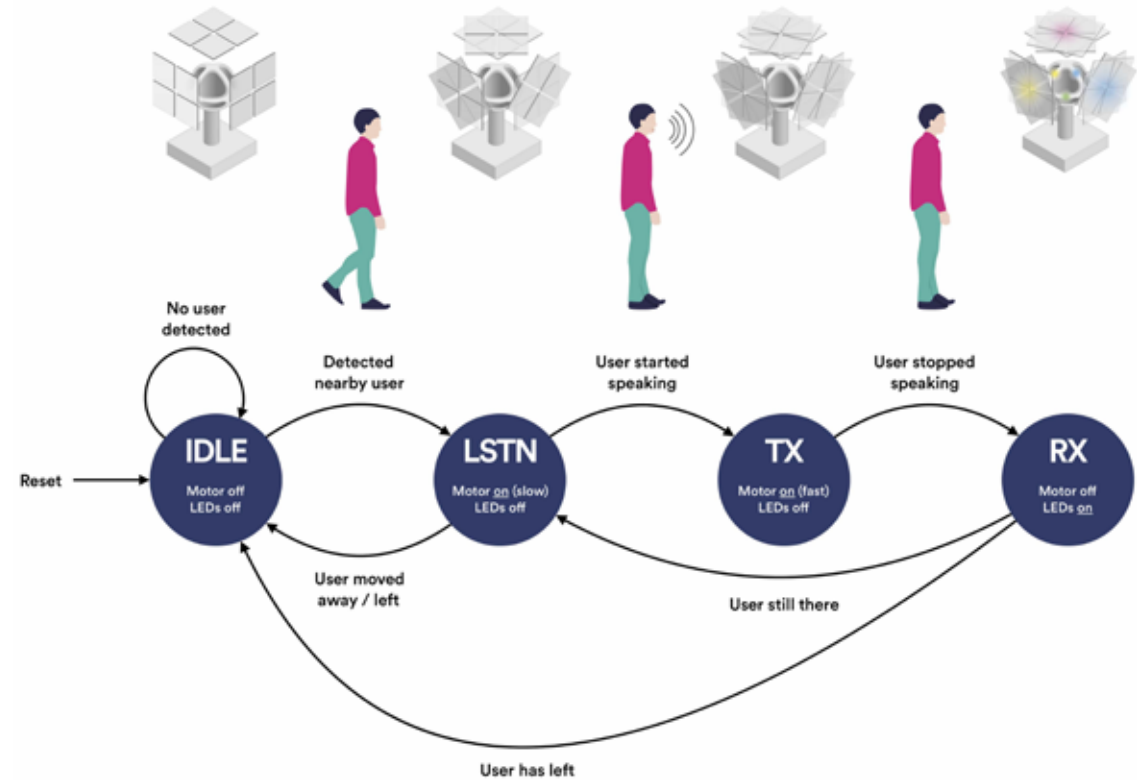 No user
detected
Detected
nearby user
User started
speaking
User stopped
speaking
Reset
IDLE
Motor off
LEDs off
LSTN
Motor on (slow)
LEDs off
TX
Motor on (fast)
LEDs off
RX
Motor off
LEDs on
User moved
away / left
User still there
User has left